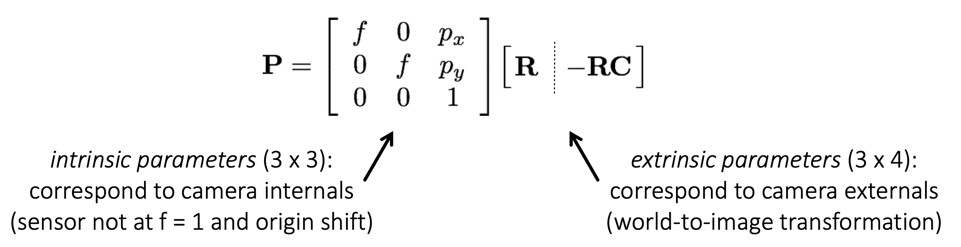 P = [ f 0 p_x
0 f p_y
0 0 1 ] [ R | −RC ]
intrinsic parameters (3 x 3):
correspond to camera internals
(sensor not at f = 1 and origin shift)
extrinsic parameters (3 x 4):
correspond to camera externals
(world-to-image transformation)